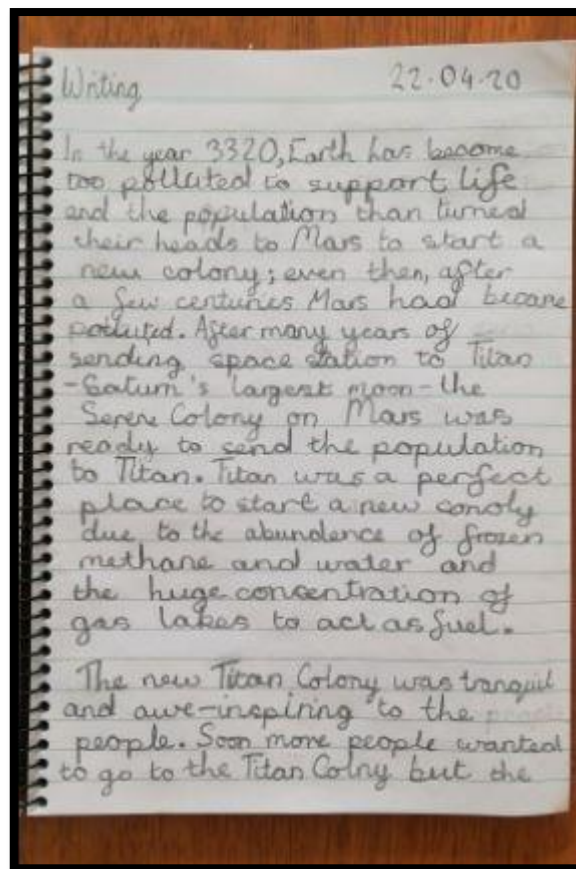 Writing 22.04.20
In the year 3320, Earth has become
too polluted to support life
and the population than turned
their heads to Mars to start a
new colony; even then, after
a few centuries Mars had become
polluted. After many years of
sending space station to Titan
-Saturn's largest moon- the
Serene Colony on Mars was
ready to send the population
to Titan. Titan was a perfect
place to start a new conoly
due to the abundence of frozen
methane and water and
the huge concentration of
gas lakes to act as fuel.
The new Titan Colony was tranquil
and awe-inspiring to the
people. Soon more people wanted
to go to the Titan Colny but the